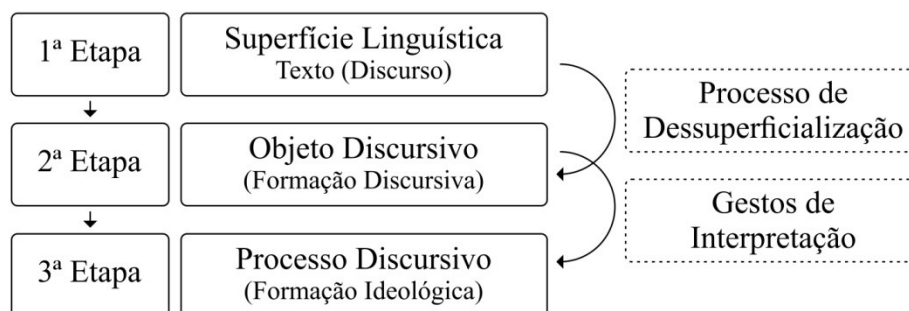 1ª Etapa
Superfície Linguística
Texto (Discurso)
Processo de
Dessuperficialização
2ª Etapa
Objeto Discursivo
(Formação Discursiva)
Gestos de
Interpretação
3ª Etapa
Processo Discursivo
(Formação Ideológica)